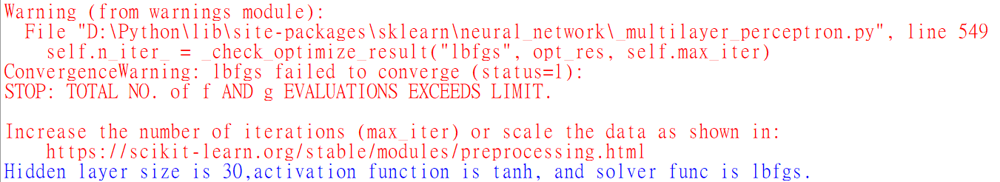 Warning (from warnings module):
  File "D:\Python\lib\site-packages\sklearn\neural_network\_multilayer_perceptron.py", line 549
    self.n_iter_ = _check_optimize_result("lbfgs", opt_res, self.max_iter)
ConvergenceWarning: lbfgs failed to converge (status=1):
STOP: TOTAL NO. of f AND g EVALUATIONS EXCEEDS LIMIT.

Increase the number of iterations (max_iter) or scale the data as shown in:
    https://scikit-learn.org/stable/modules/preprocessing.html
Hidden layer size is 30,activation function is tanh, and solver func is lbfgs.